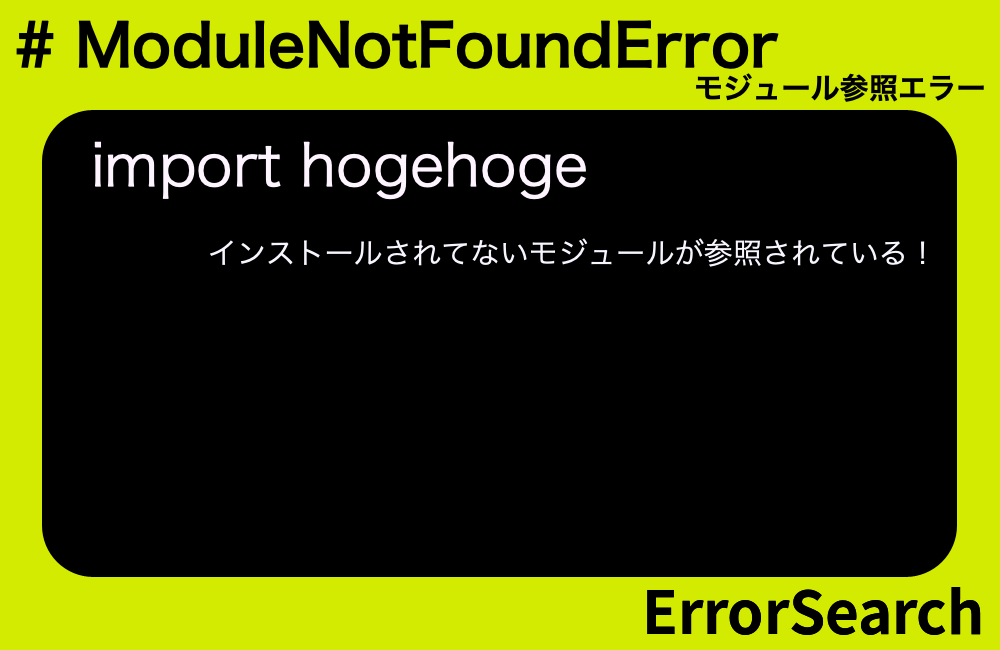 # ModuleNotFoundError
モジュール参照エラー
import hogehoge
インストールされてないモジュールが参照されている！
ErrorSearch